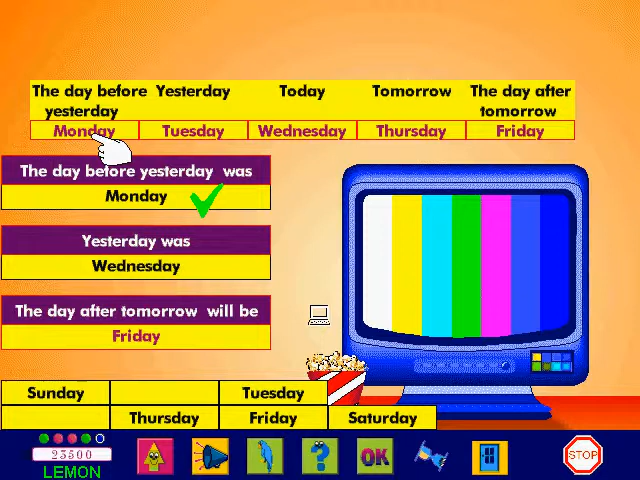 The day before yesterday Yesterday Today Tomorrow The day after tomorrow
Monday Tuesday Wednesday Thursday Friday
The day before yesterday was
Monday
Yesterday was
Wednesday
The day after tomorrow will be
Friday
Sunday Tuesday
Thursday Friday Saturday
23500
LEMON
?
OK
STOP